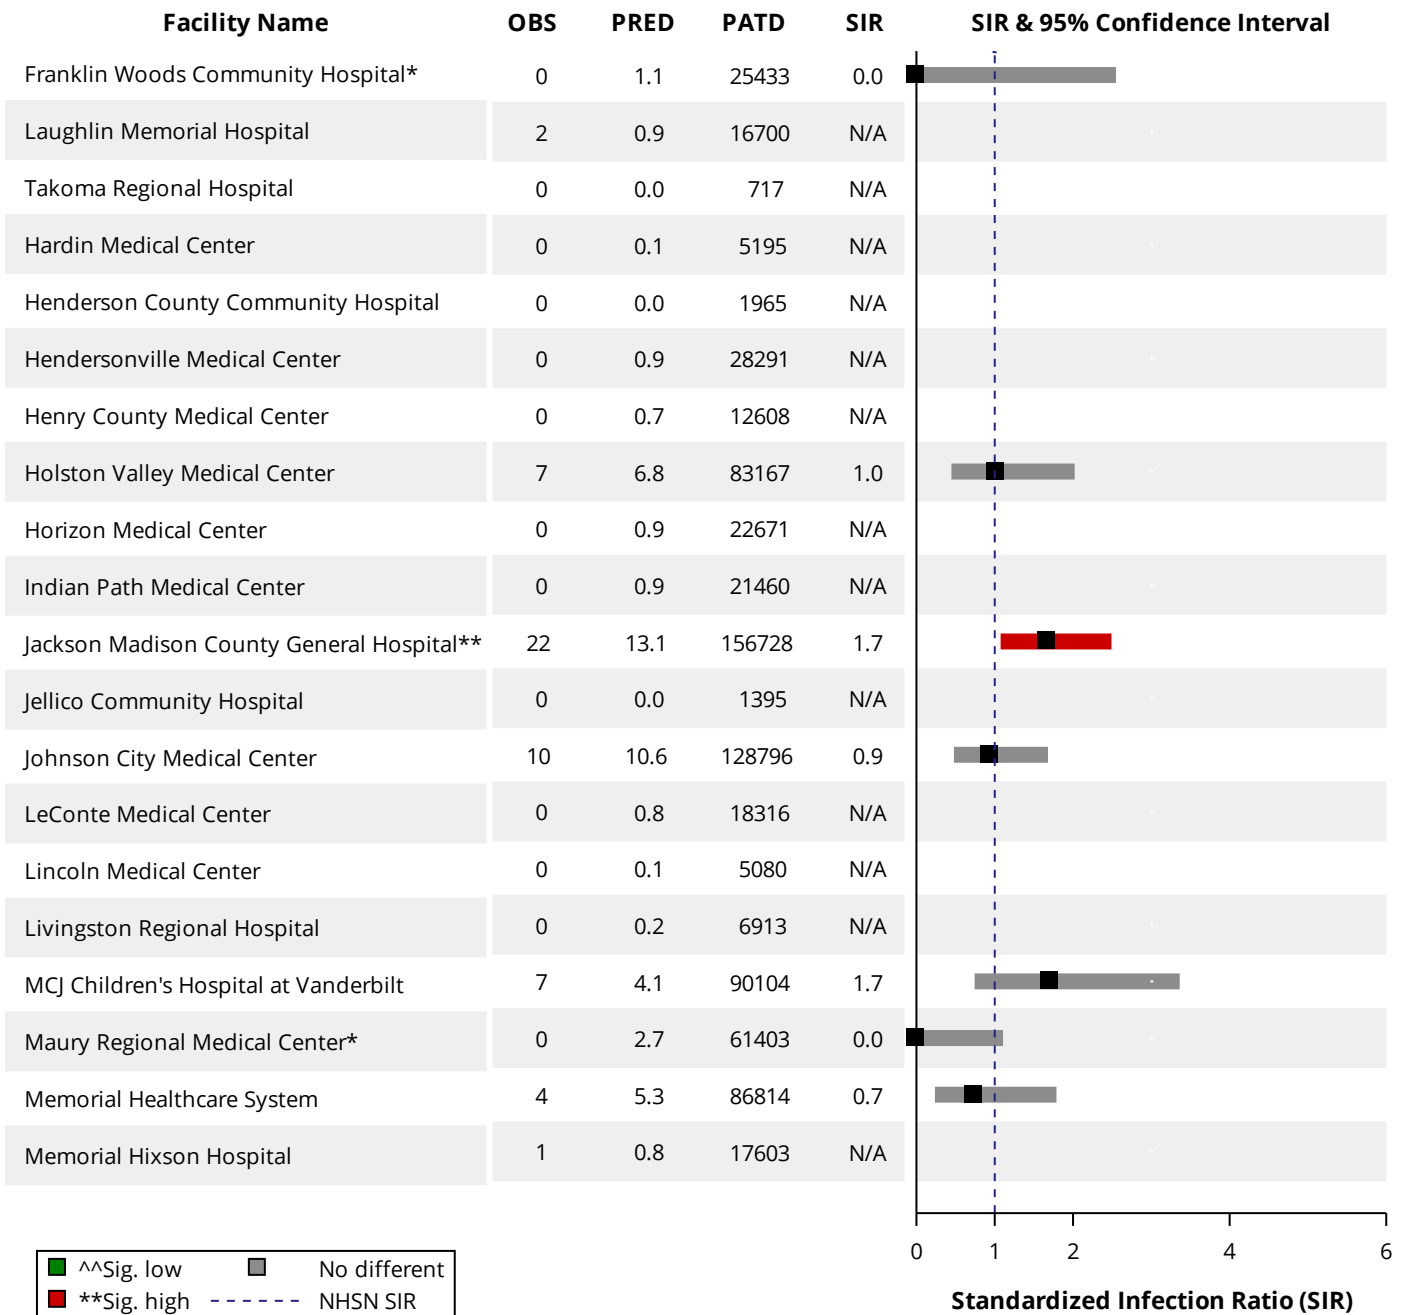 Facility Name OBS PRED PATD SIR SIR & 95% Confidence Interval
Franklin Woods Community Hospital* 0 1.1 25433 0.0
Laughlin Memorial Hospital 2 0.9 16700 N/A
Takoma Regional Hospital 0 0.0 717 N/A
Hardin Medical Center 0 0.1 5195 N/A
Henderson County Community Hospital 0 0.0 1965 N/A
Hendersonville Medical Center 0 0.9 28291 N/A
Henry County Medical Center 0 0.7 12608 N/A
Holston Valley Medical Center 7 6.8 83167 1.0
Horizon Medical Center 0 0.9 22671 N/A
Indian Path Medical Center 0 0.9 21460 N/A
Jackson Madison County General Hospital** 22 13.1 156728 1.7
Jellico Community Hospital 0 0.0 1395 N/A
Johnson City Medical Center 10 10.6 128796 0.9
LeConte Medical Center 0 0.8 18316 N/A
Lincoln Medical Center 0 0.1 5080 N/A
Livingston Regional Hospital 0 0.2 6913 N/A
MCJ Children's Hospital at Vanderbilt 7 4.1 90104 1.7
Maury Regional Medical Center* 0 2.7 61403 0.0
Memorial Healthcare System 4 5.3 86814 0.7
Memorial Hixson Hospital 1 0.8 17603 N/A
0 1 2 4 6
^^Sig. low No different
**Sig. high NHSN SIR
Standardized Infection Ratio (SIR)